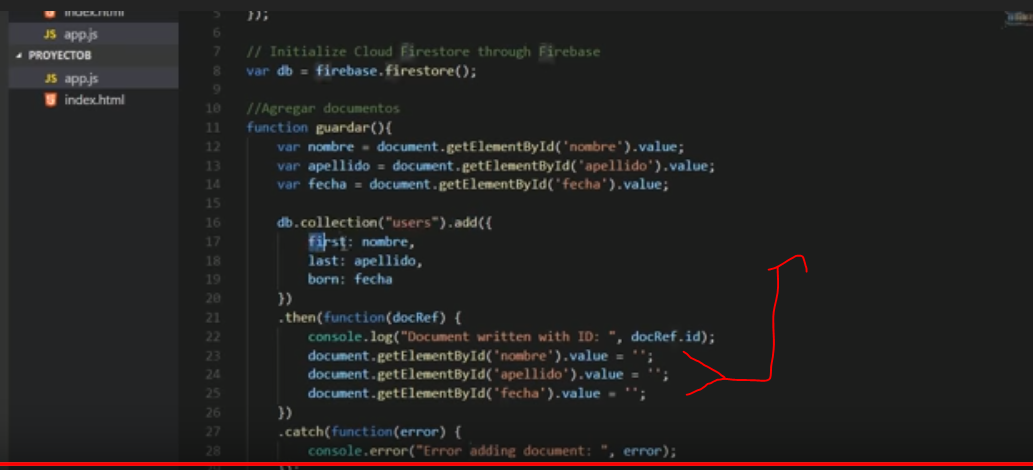 index.html
JS app.js
PROYECTOB
JS app.js
index.html
5 });
6
7 // Initialize Cloud Firestore through Firebase
8 var db = firebase.firestore();
9
10 //Agregar documentos
11 function guardar(){
12 var nombre = document.getElementById('nombre').value;
13 var apellido = document.getElementById('apellido').value;
14 var fecha = document.getElementById('fecha').value;
15
16 db.collection("users").add({
17 first: nombre,
18 last: apellido,
19 born: fecha
20 })
21 .then(function(docRef) {
22 console.log("Document written with ID: ", docRef.id);
23 document.getElementById('nombre').value = '';
24 document.getElementById('apellido').value = '';
25 document.getElementById('fecha').value = '';
26 })
27 .catch(function(error) {
28 console.error("Error adding document: ", error);